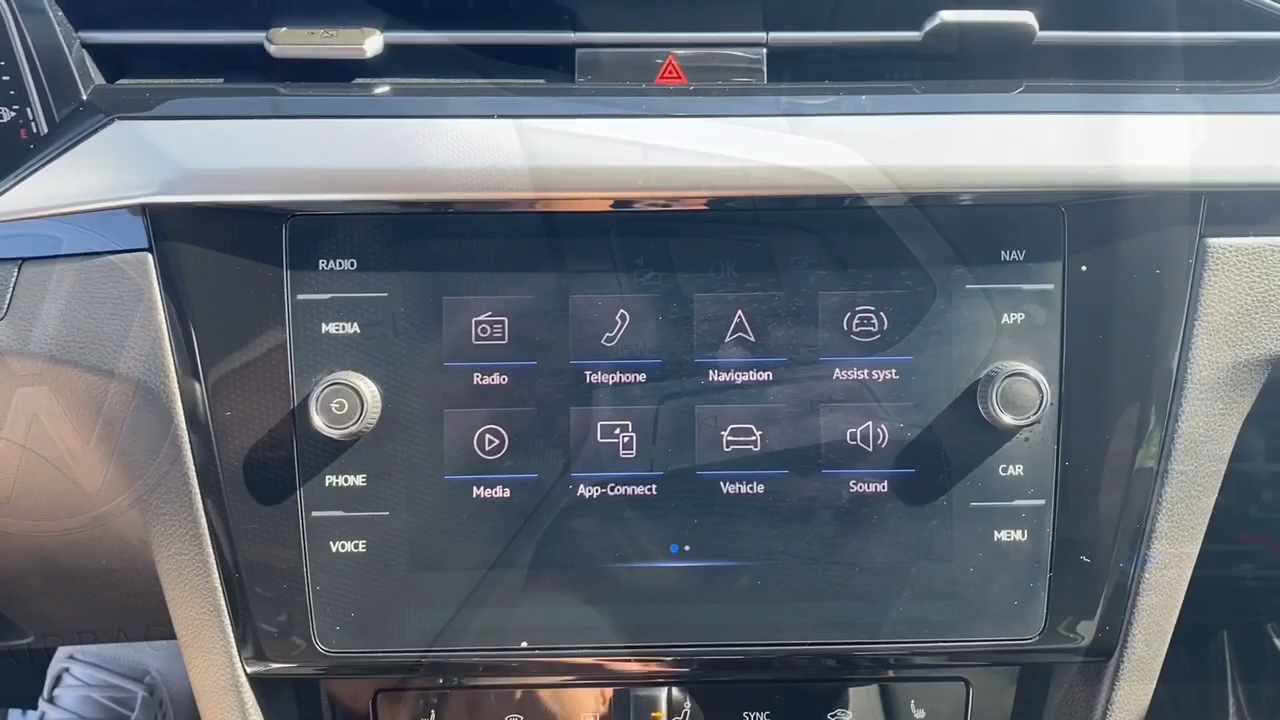 RADIO
NAV
MEDIA
APP
Radio
Telephone
Navigation
Assist syst.
PHONE
CAR
Media
App-Connect
Vehicle
Sound
VOICE
MENU
OK
SYNC
E